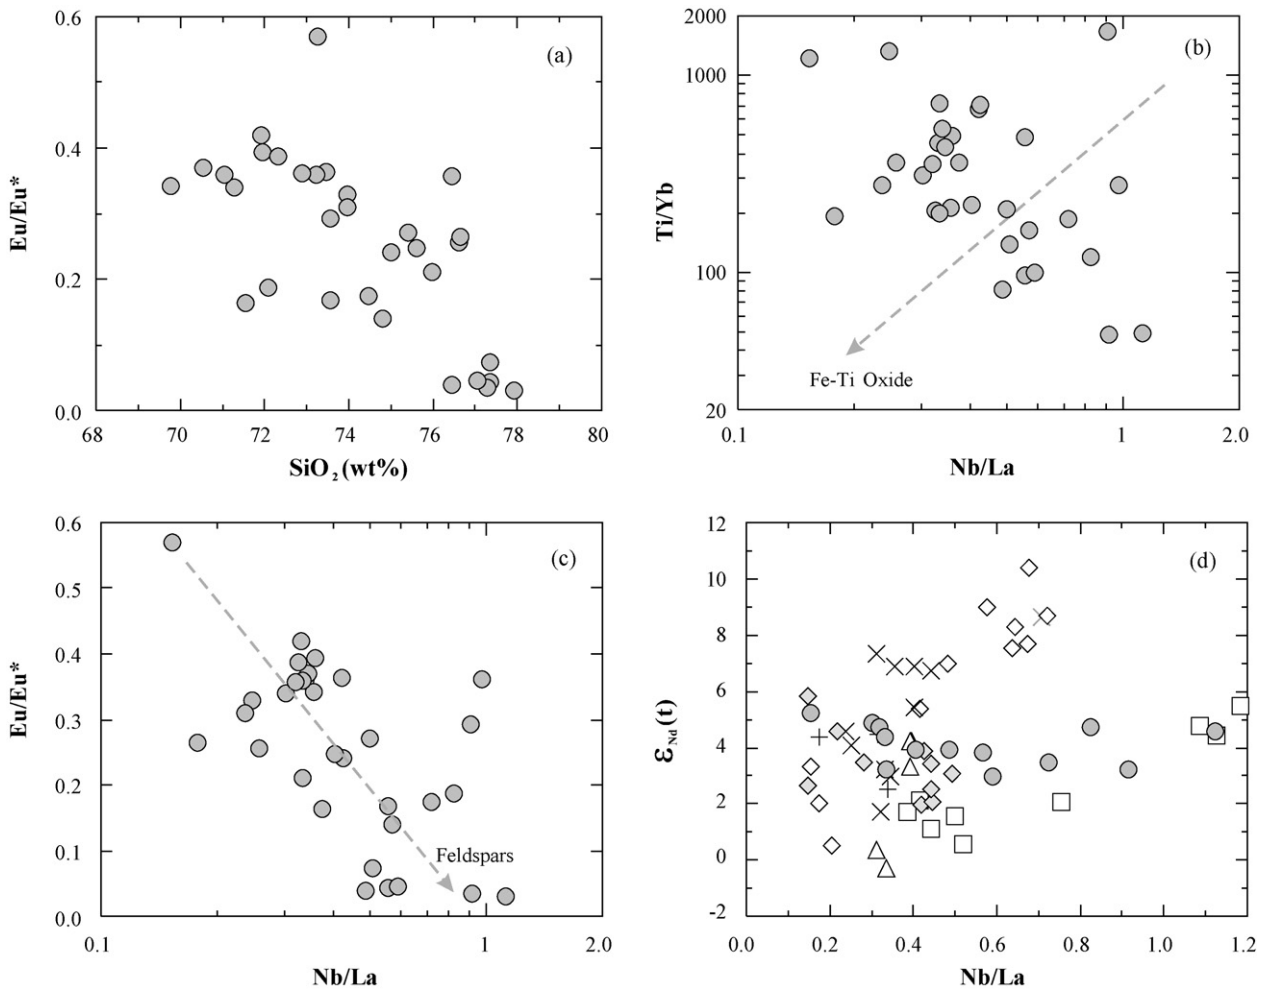 0.6
0.4
0.2
0.0
Eu/Eu*
(a)
68 70 72 74 76 78 80
SiO₂ (wt%)
2000
1000
100
20
Ti/Yb
(b)
Fe-Ti Oxide
0.1 1 2.0
Nb/La
0.6
0.5
0.4
0.3
0.2
0.1
0.0
Eu/Eu*
(c)
Feldspars
0.1 1 2.0
Nb/La
12
10
8
6
4
2
0
-2
εNd(t)
(d)
0.0 0.2 0.4 0.6 0.8 1.0 1.2
Nb/La